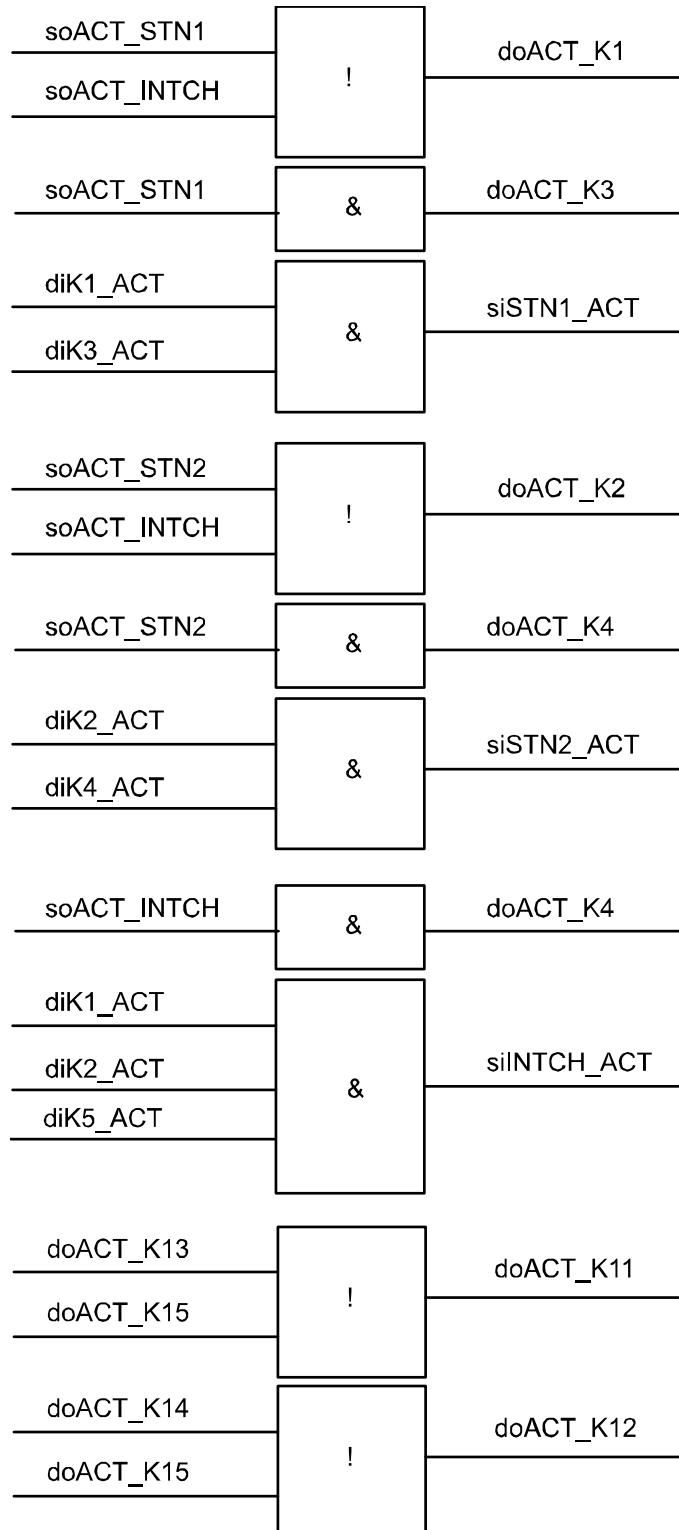 soACT_STN1
soACT_INTCH
!
doACT_K1
soACT_STN1
&
doACT_K3
diK1_ACT
diK3_ACT
&
siSTN1_ACT
soACT_STN2
soACT_INTCH
!
doACT_K2
soACT_STN2
&
doACT_K4
diK2_ACT
diK4_ACT
&
siSTN2_ACT
soACT_INTCH
&
doACT_K4
diK1_ACT
diK2_ACT
diK5_ACT
&
siINTCH_ACT
doACT_K13
doACT_K15
!
doACT_K11
doACT_K14
doACT_K15
!
doACT_K12